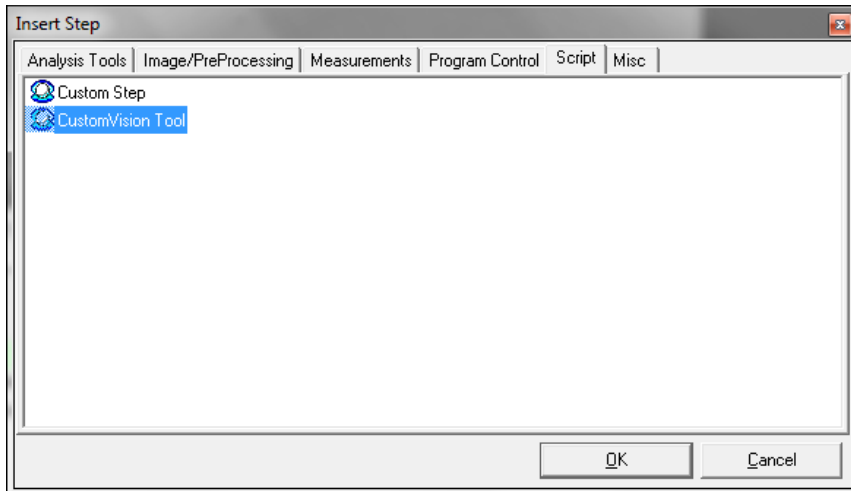 Insert Step
Analysis Tools Image/PreProcessing Measurements Program Control Script Misc
Custom Step
CustomVision Tool
OK Cancel